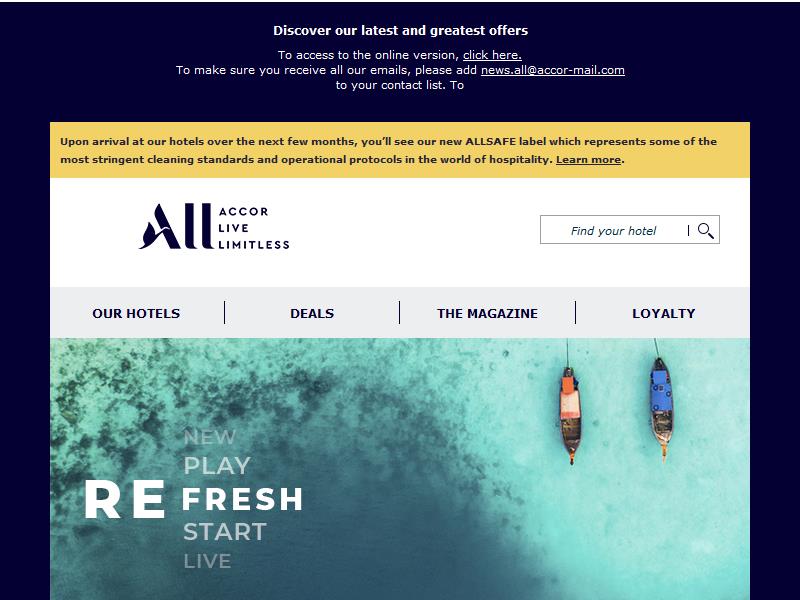 Discover our latest and greatest offers
To access to the online version, click here.
To make sure you receive all our emails, please add news.all@accor-mail.com
to your contact list. To
Upon arrival at our hotels over the next few months, you’ll see our new ALLSAFE label which represents some of the
most stringent cleaning standards and operational protocols in the world of hospitality. Learn more.
All ACCOR
LIVE
LIMITLESS
Find your hotel
OUR HOTELS DEALS THE MAGAZINE LOYALTY
NEW
PLAY
RE FRESH
START
LIVE